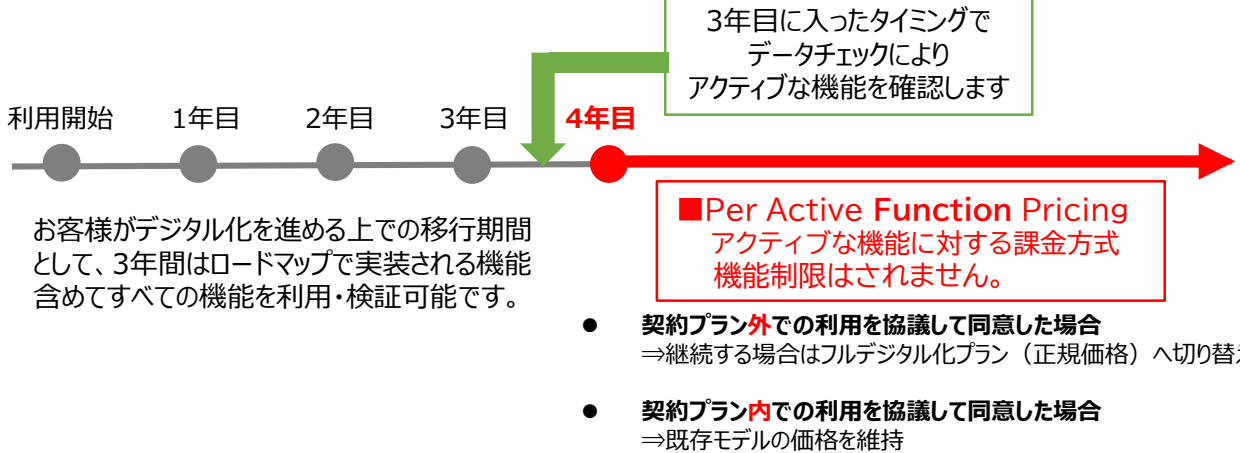 3年目に入ったタイミングで
データチェックにより
アクティブな機能を確認します
利用開始 1年目 2年目 3年目 4年目
お客様がデジタル化を進める上での移行期間
として、3年間はロードマップで実装される機能
含めてすべての機能を利用・検証可能です。
■Per Active Function Pricing
アクティブな機能に対する課金方式
機能制限はされません。
● 契約プラン外での利用を協議して同意した場合
⇒継続する場合はフルデジタル化プラン（正規価格）へ切り替
● 契約プラン内での利用を協議して同意した場合
⇒既存モデルの価格を維持